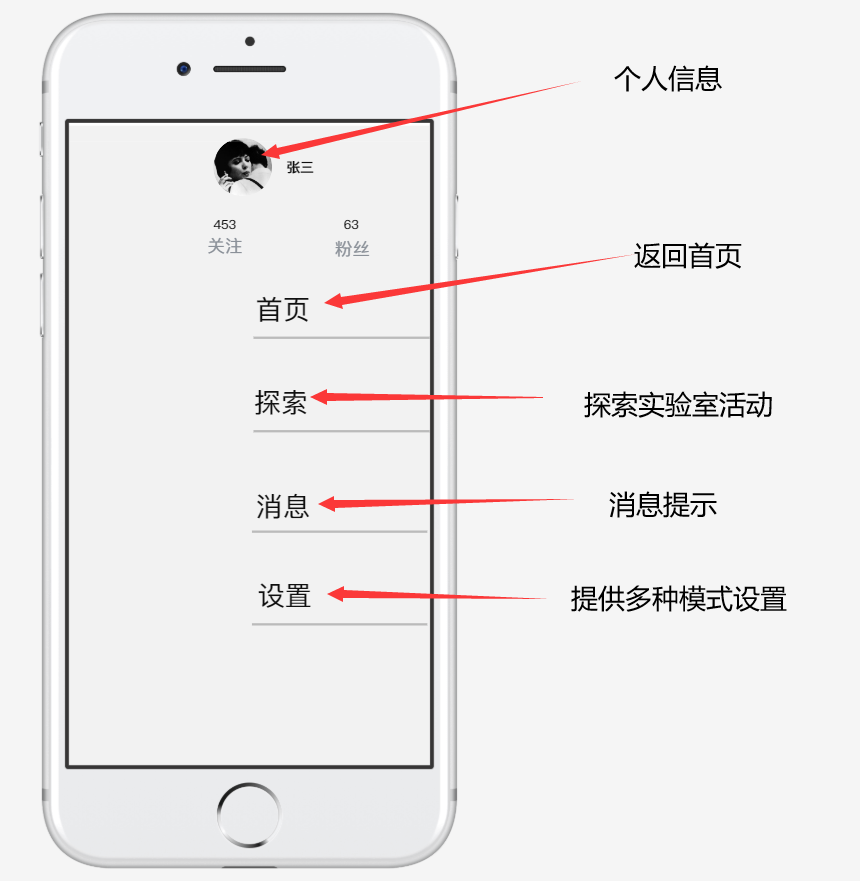 个人信息
张三
453
63
关注
粉丝
返回首页
首页
探索
探索实验室活动
消息
消息提示
设置
提供多种模式设置